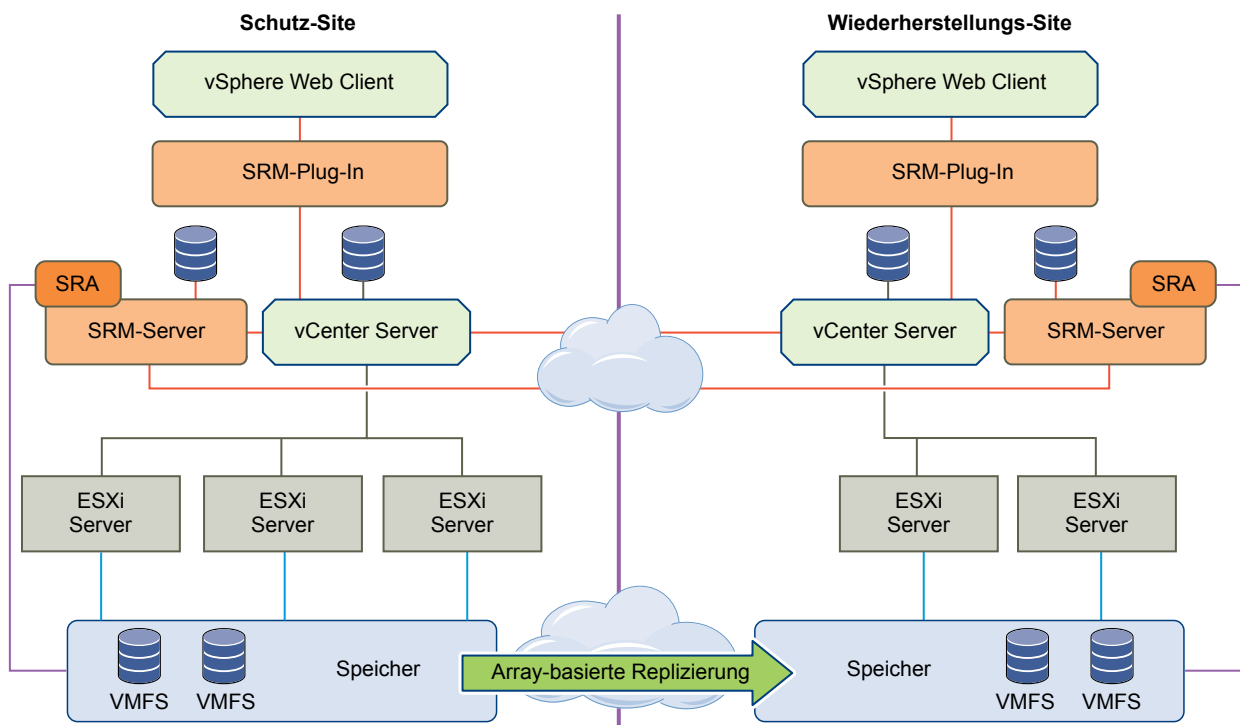 Schutz-Site
Wiederherstellungs-Site
vSphere Web Client
vSphere Web Client
SRM-Plug-In
SRM-Plug-In
SRA
SRA
SRM-Server
vCenter Server
vCenter Server
SRM-Server
ESXi
Server
ESXi
Server
ESXi
Server
ESXi
Server
ESXi
Server
Speicher
Array-basierte Replizierung
Speicher
VMFS
VMFS
VMFS
VMFS